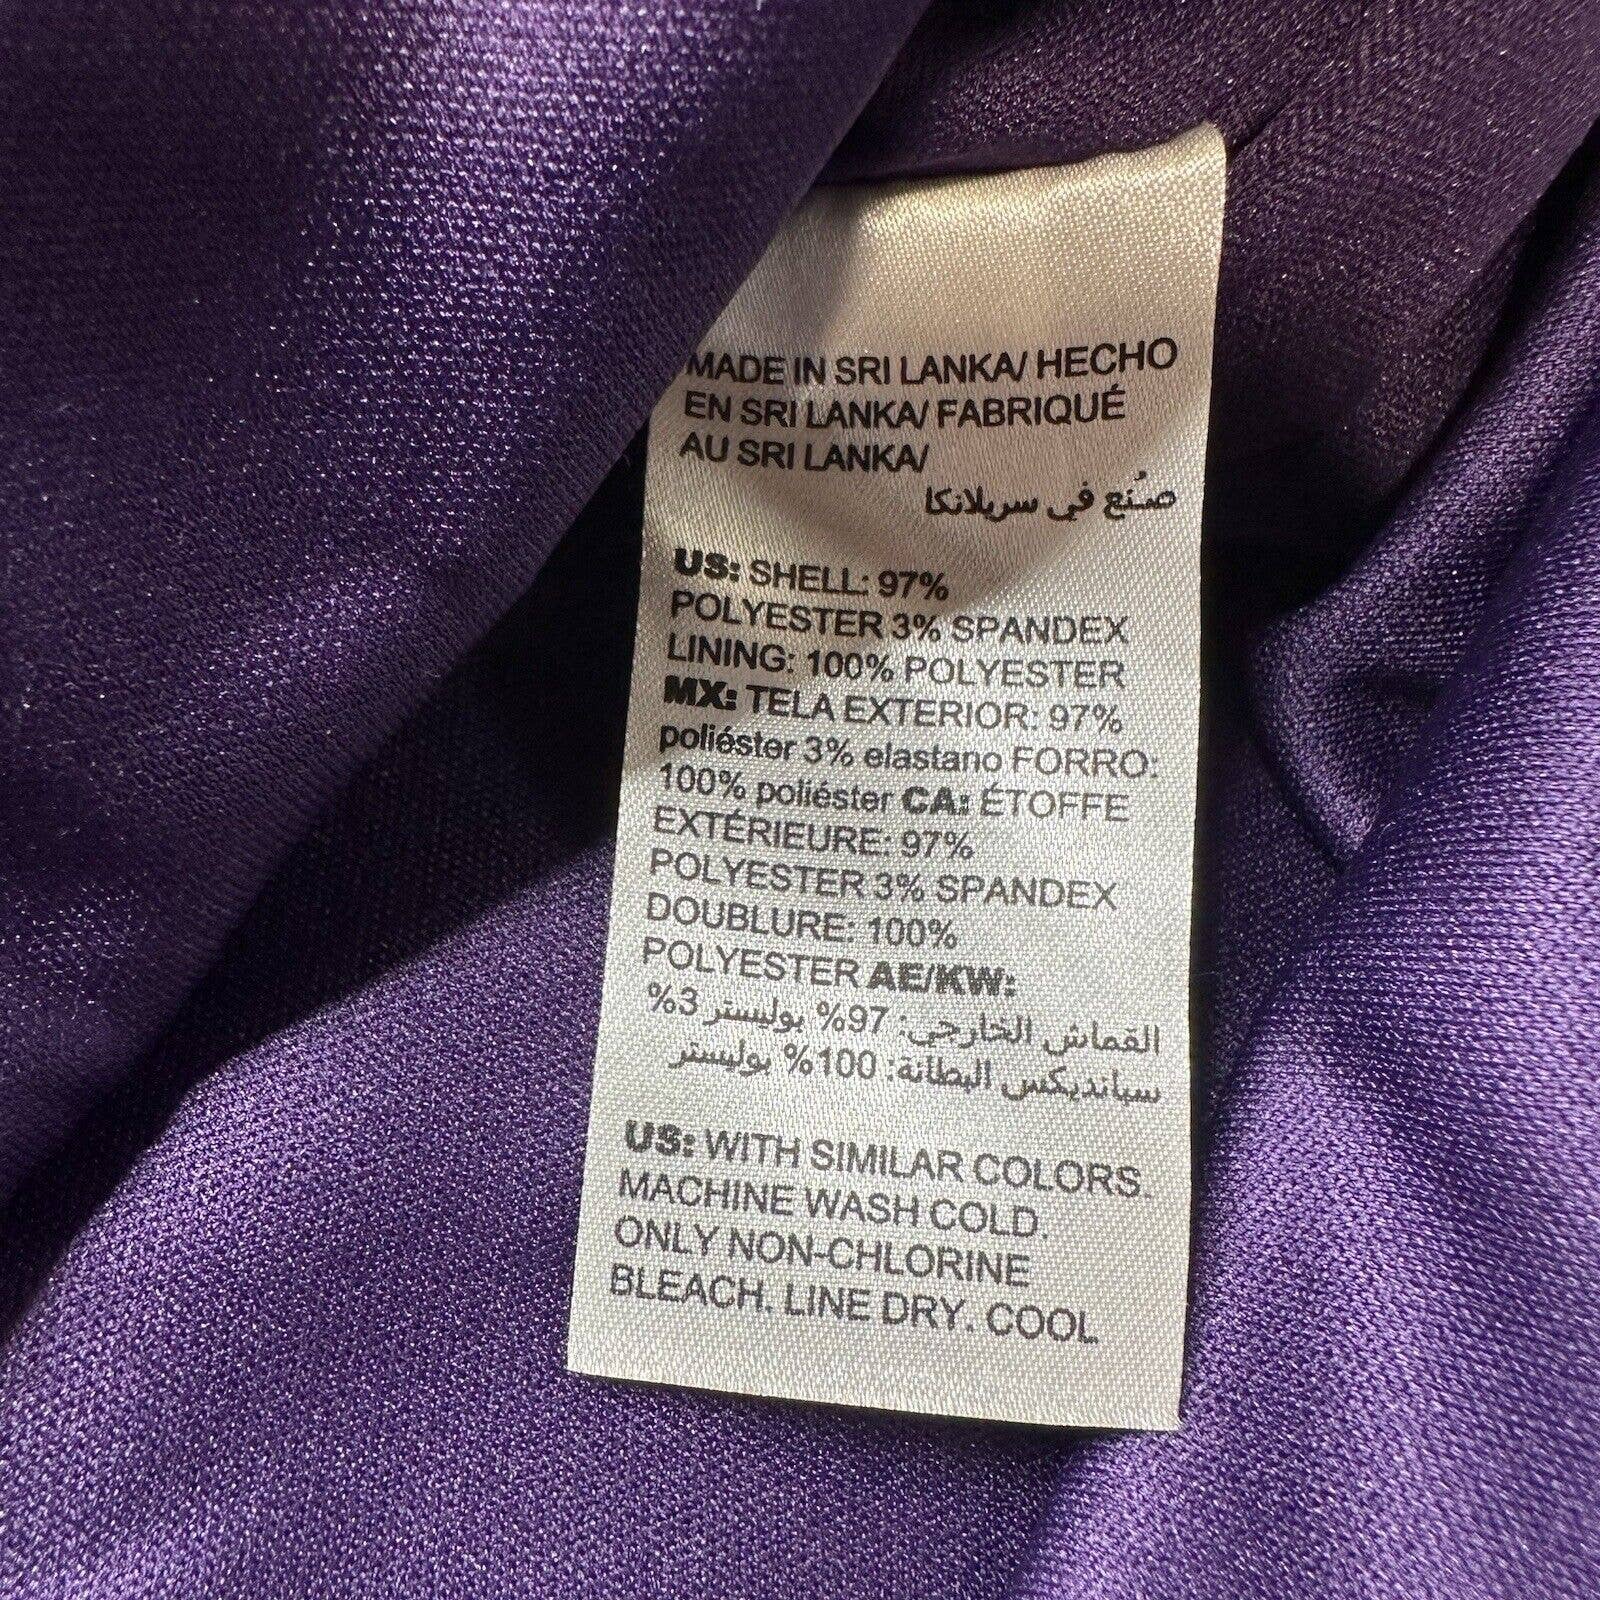 MADE IN SRI LANKA/ HECHO
EN SRI LANKA/ FABRIQUÉ
AU SRI LANKA/
صُنع في سريلانكا
US: SHELL: 97%
POLYESTER 3% SPANDEX
LINING: 100% POLYESTER
MX: TELA EXTERIOR: 97%
poliéster 3% elastano FORRO:
100% poliéster CA: ÉTOFFE
EXTÉRIEURE: 97%
POLYESTER 3% SPANDEX
DOUBLURE: 100%
POLYESTER AE/KW:
القماش الخارجي: 97% بوليستر 3%
سباندیكس البطانة: 100% بوليستر
US: WITH SIMILAR COLORS.
MACHINE WASH COLD.
ONLY NON-CHLORINE
BLEACH. LINE DRY. COOL